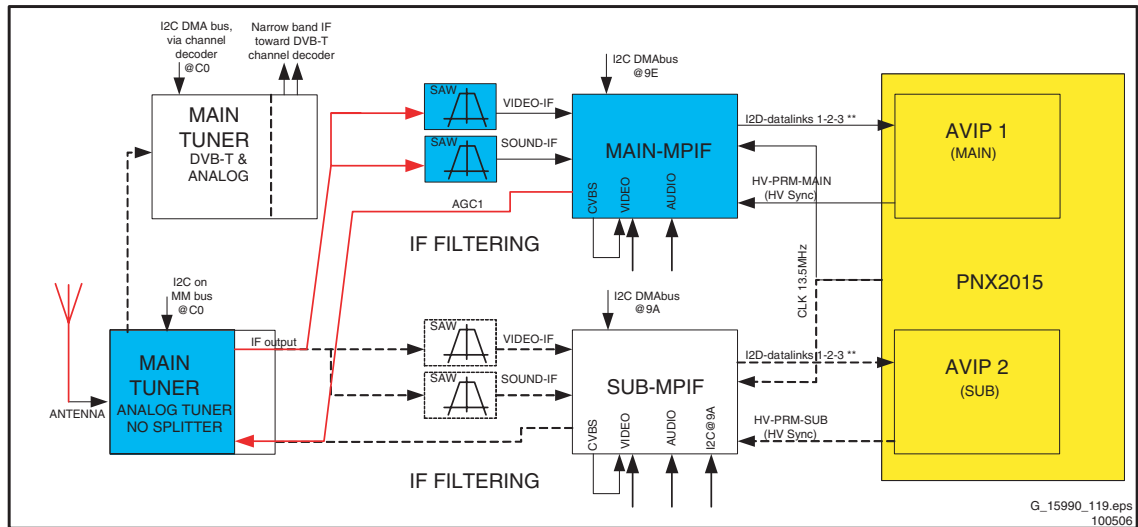 I2C DMA bus,
via channel
decoder
@C0
Narrow band IF
toward DVB-T
channel decoder
MAIN
TUNER
DVB-T &
ANALOG
SAW
VIDEO-IF
SAW
SOUND-IF
I2C DMAbus
@9E
MAIN-MPIF
CVBS
VIDEO
AUDIO
AGC1
IF FILTERING
I2D-datalinks 1-2-3 **
HV-PRM-MAIN
(HV Sync)
AVIP 1
(MAIN)
CLK 13.5MHz
PNX2015
I2C on
MM bus
@C0
MAIN
TUNER
ANALOG TUNER
NO SPLITTER
ANTENNA
IF output
SAW
VIDEO-IF
SAW
SOUND-IF
I2C DMAbus
@9A
SUB-MPIF
CVBS
VIDEO
AUDIO
I2C@9A
IF FILTERING
I2D-datalinks 1-2-3 **
HV-PRM-SUB
(HV Sync)
AVIP 2
(SUB)
G_15990_119.eps
100506